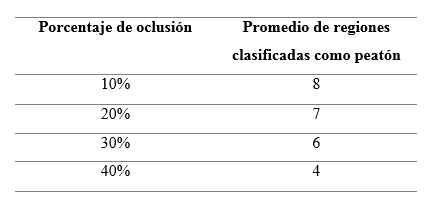 Porcentaje de oclusión Promedio de regiones
clasificadas como peatón
10% 8
20% 7
30% 6
40% 4